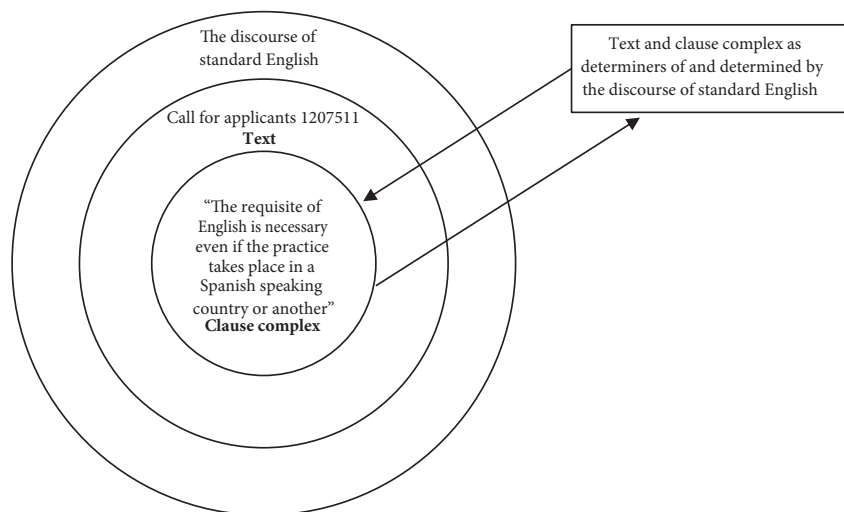 The discourse of
standard English
Call for applicants 1207511
Text
“The requisite of
English is necessary
even if the practice
takes place in a
Spanish speaking
country or another”
Clause complex
Text and clause complex as
determiners of and determined by
the discourse of standard English